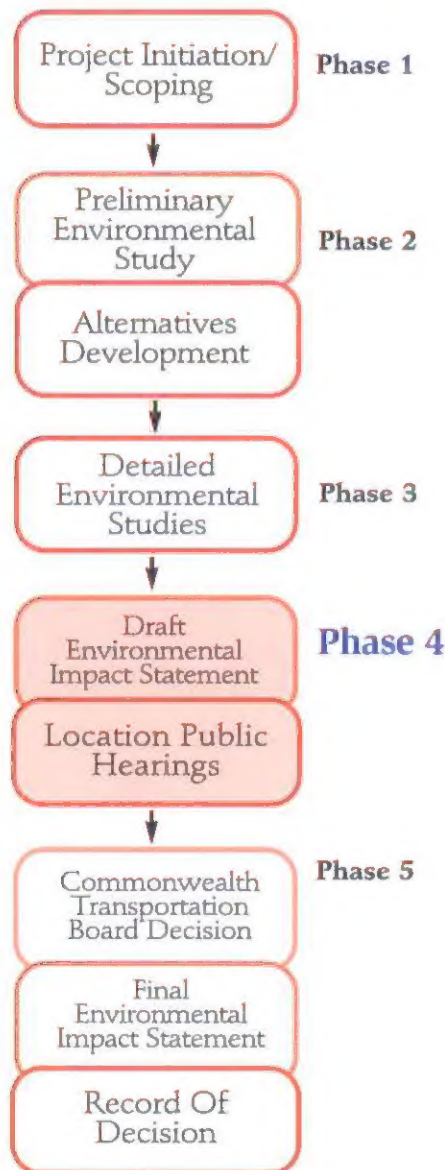 Project Initiation/
Scoping
Phase 1
Preliminary
Environmental
Study
Phase 2
Alternatives
Development
Detailed
Environmental
Studies
Phase 3
Draft
Environmental
Impact Statement
Phase 4
Location Public
Hearings
Commonwealth
Transportation
Board Decision
Phase 5
Final
Environmental
Impact Statement
Record Of
Decision